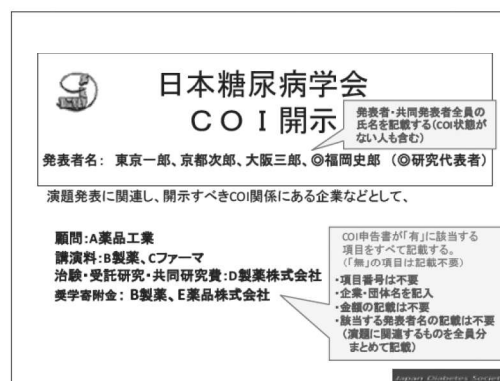 日本糖尿病学会
ＣＯＩ開示
発表者・共同発表者全員の
氏名を記載する(COI状態が
ない人も含む)
発表者名: 東京一郎、京都次郎、大阪三郎、◎福岡史郎 （◎研究代表者）
演題発表に関連し、開示すべきCOI関係にある企業などとして、
顧問:A薬品工業
講演料:B製薬、Cファーマ
治験・受託研究・共同研究費:D製薬株式会社
奨学寄附金: B製薬、E薬品株式会社
COI申告書が「有」に該当する
項目をすべて記載する。
(「無」の項目は記載不要)
・項目番号は不要
・企業・団体名を記入
・金額の記載は不要
・該当する発表者名の記載は不要
(演題に関連するものを全員分
まとめて記載)
Japan Diabetes Society